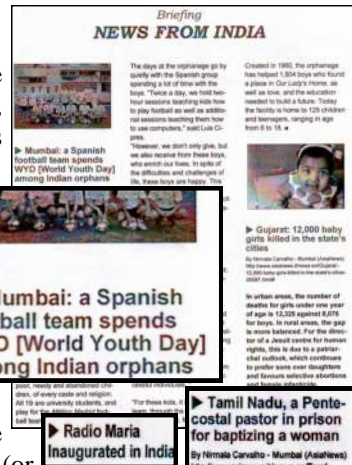 Briefing
NEWS FROM INDIA
The days at the orphanage go by
quietly with the Spanish group
spending a lot of time with the
boys. "Twice a day, we hold two-
hour sessions teaching kids how
to play football as well as additio-
nal sessions teaching them how
to use computers," said Luis Ci-
pres.
"However, we don't only give, but
we also receive from these boys,
who enrich our lives. In spite of
the difficulties and challenges of
life, these boys are happy. This
▶ Mumbai: a Spanish
football team spends
WYD [World Youth Day]
among Indian orphans
Created in 1960, the orphanage
has helped 1,804 boys who found
a place in Our Lady's Home, as
well as love, and the education
needed to build a future. Today
the facility is home to 125 children
and teenagers, ranging in age
from 6 to 18.
▶ Gujarat: 12,000 baby
girls killed in the state's
cities
By Nirmala Carvalho - Mumbai (AsiaNews)
In urban areas, the number of
deaths for girls under one year
of age is 12,325 against 8,076
for boys. In rural areas, the gap
is more balanced. For the direc-
tor of a Jesuit centre for human
rights, this is due to a patriar-
chal outlook, which continues
to prefer sons over daughters
and favours selective abortions
and female infanticide.
umbai: a Spanish
ball team spends
D [World Youth Day]
ong Indian orphans
poor, needy and abandoned chil-
dren, of every caste and religion.
All 19 are university students, and
play for the
"For these kids, it
team, through the
▶ Radio Maria
Inaugurated in India
▶ Tamil Nadu, a Pente-
costal pastor in prison
for baptizing a woman
By Nirmala Carvalho - Mumbai (AsiaNews)
(or